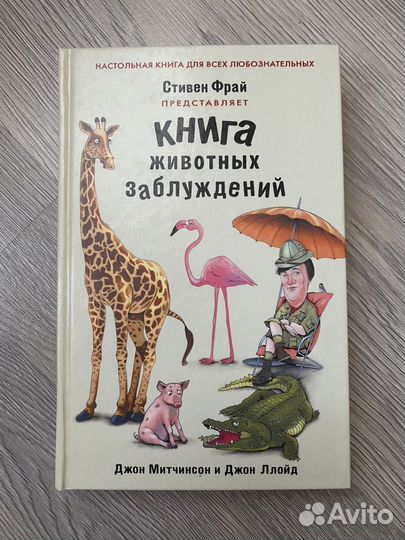 НАСТОЛЬНАЯ КНИГА ДЛЯ ВСЕХ ЛЮБОЗНАТЕЛЬНЫХ
Стивен Фрай
ПРЕДСТАВЛЯЕТ
КНИГА
ЖИВОТНЫХ
ЗАБЛУЖДЕНИЙ
Джон Митчинсон и Джон Ллойд
Avito